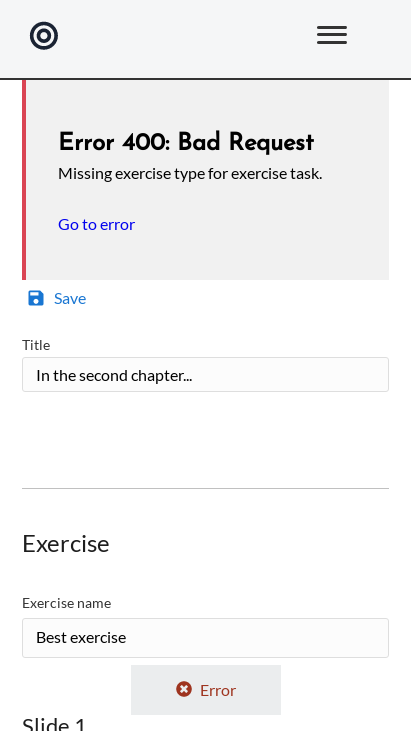 Error 400: Bad Request
Missing exercise type for exercise task.
Go to error
Save
Title
In the second chapter...
Exercise
Exercise name
Best exercise
Error
Slide 1